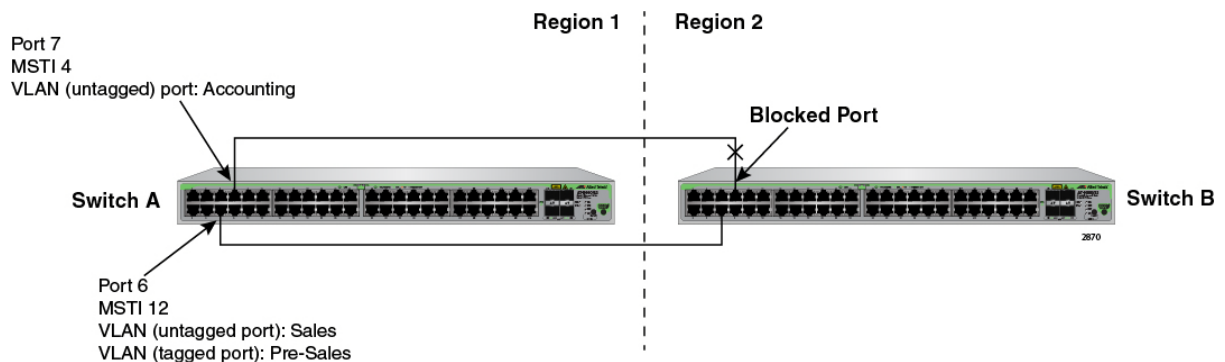 Region 1
Region 2
Port 7
MSTI 4
VLAN (untagged) port: Accounting
Blocked Port
Switch A
Switch B
2870
Port 6
MSTI 12
VLAN (untagged port): Sales
VLAN (tagged port): Pre-Sales